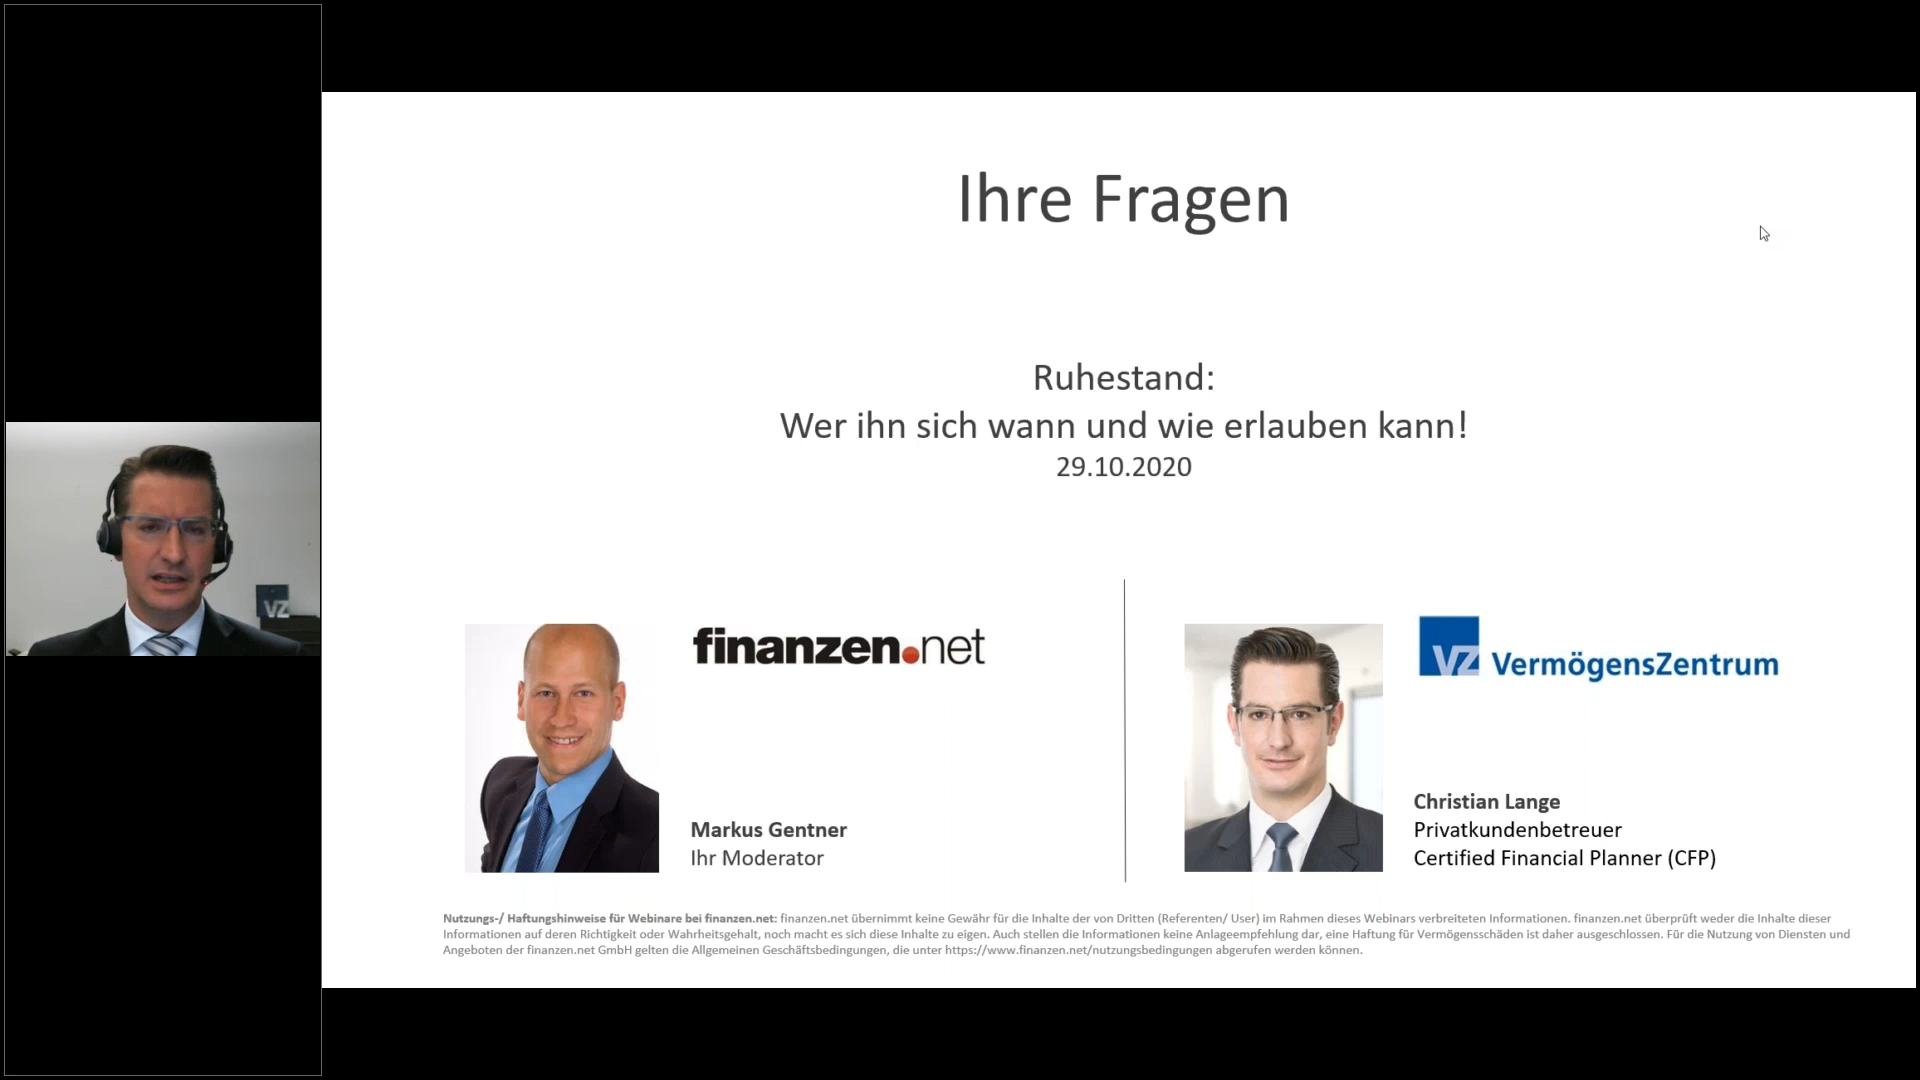 Ihre Fragen
Ruhestand:
Wer ihn sich wann und wie erlauben kann!
29.10.2020
VZ
finanzen.net
Markus Gentner
Ihr Moderator
VZ VermögensZentrum
Christian Lange
Privatkundenbetreuer
Certified Financial Planner (CFP)
Nutzungs-/ Haftungshinweise für Webinare bei finanzen.net: finanzen.net übernimmt keine Gewähr für die Inhalte der von Dritten (Referenten/ User) im Rahmen dieses Webinars verbreiteten Informationen. finanzen.net überprüft weder die Inhalte dieser
Informationen auf deren Richtigkeit oder Wahrheitsgehalt, noch macht es sich diese Inhalte zu eigen. Auch stellen die Informationen keine Anlageempfehlung dar, eine Haftung für Vermögensschäden ist daher ausgeschlossen. Für die Nutzung von Diensten und
Angeboten der finanzen.net GmbH gelten die Allgemeinen Geschäftsbedingungen, die unter https://www.finanzen.net/nutzungsbedingungen abgerufen werden können.